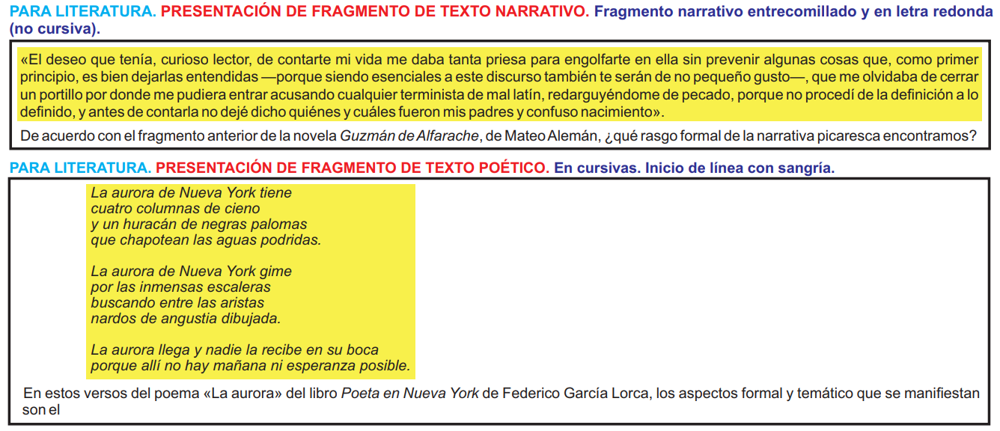 PARA LITERATURA. PRESENTACIÓN DE FRAGMENTO DE TEXTO NARRATIVO. Fragmento narrativo entrecomillado y en letra redonda
(no cursiva).
«El deseo que tenía, curioso lector, de contarte mi vida me daba tanta priesa para engolfarte en ella sin prevenir algunas cosas que, como primer
principio, es bien dejarlas entendidas —porque siendo esenciales a este discurso también te serán de no pequeño gusto—, que me olvidaba de cerrar
un portillo por donde me pudiera entrar acusando cualquier terminista de mal latín, redarguyéndome de pecado, porque no procedí de la definición a lo
definido, y antes de contarla no dejé dicho quiénes y cuáles fueron mis padres y confuso nacimiento».
De acuerdo con el fragmento anterior de la novela Guzmán de Alfarache, de Mateo Alemán, ¿qué rasgo formal de la narrativa picaresca encontramos?
PARA LITERATURA. PRESENTACIÓN DE FRAGMENTO DE TEXTO POÉTICO. En cursivas. Inicio de línea con sangría.
La aurora de Nueva York tiene
cuatro columnas de cieno
y un huracán de negras palomas
que chapotean las aguas podridas.
La aurora de Nueva York gime
por las inmensas escaleras
buscando entre las aristas
nardos de angustia dibujada.
La aurora llega y nadie la recibe en su boca
porque allí no hay mañana ni esperanza posible.
En estos versos del poema «La aurora» del libro Poeta en Nueva York de Federico García Lorca, los aspectos formal y temático que se manifiestan
son el